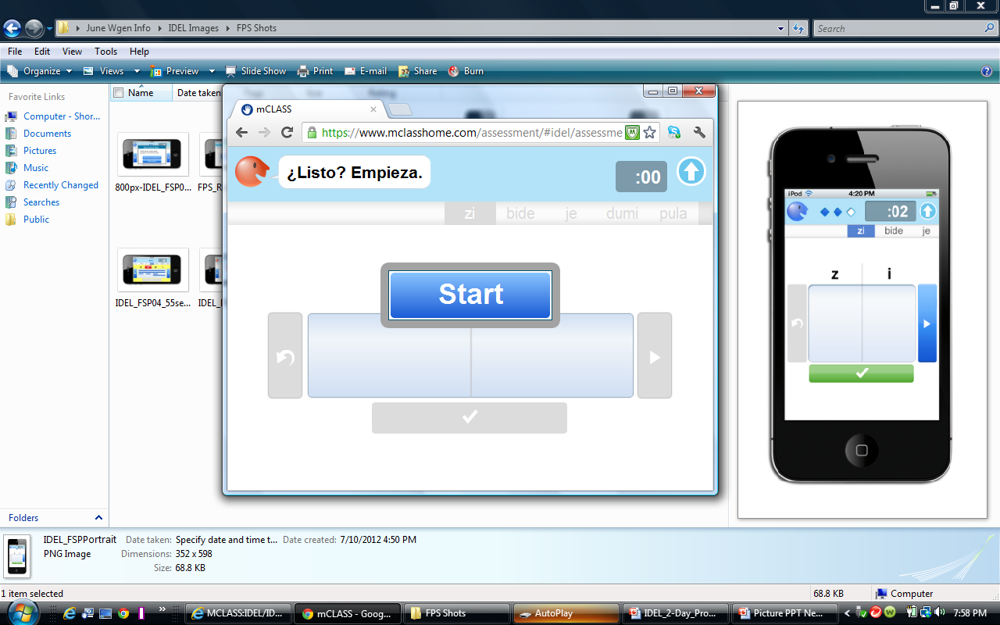 June Wgen Info IDEL Images FPS Shots
Search
File Edit View Tools Help
Organize Views Preview Slide Show Print E-mail Share Burn
Favorite Links
Computer - Shor...
Documents
Pictures
Music
Recently Changed
Searches
Public
Folders
Name Date taken
800px-IDEL_FSP0...
IDEL_FSP04_55se...
mCLASS
https://www.mclasshome.com/assessment/#idel/assessme
¿Listo? Empieza.
:00
zi bide je dumi pula
Start
iPod 4:20 PM
:02
zi bide je
z i
IDEL_FSPPortrait
PNG Image
Date taken: Specify date and time t...
Dimensions: 352 x 598
Size: 68.8 KB
Date created: 7/10/2012 4:50 PM
1 item selected
68.8 KB Computer
MCLASS:IDEL/ID... mCLASS - Goog... FPS Shots AutoPlay IDEL_2-Day_Pro... Picture PPT Ne... 7:58 PM